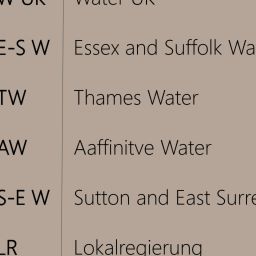 Water UK
E-S W Essex and Suffolk Wa
TW Thames Water
AW Aaffinitve Water
S-E W Sutton and East Surre
LR Lokalregierung